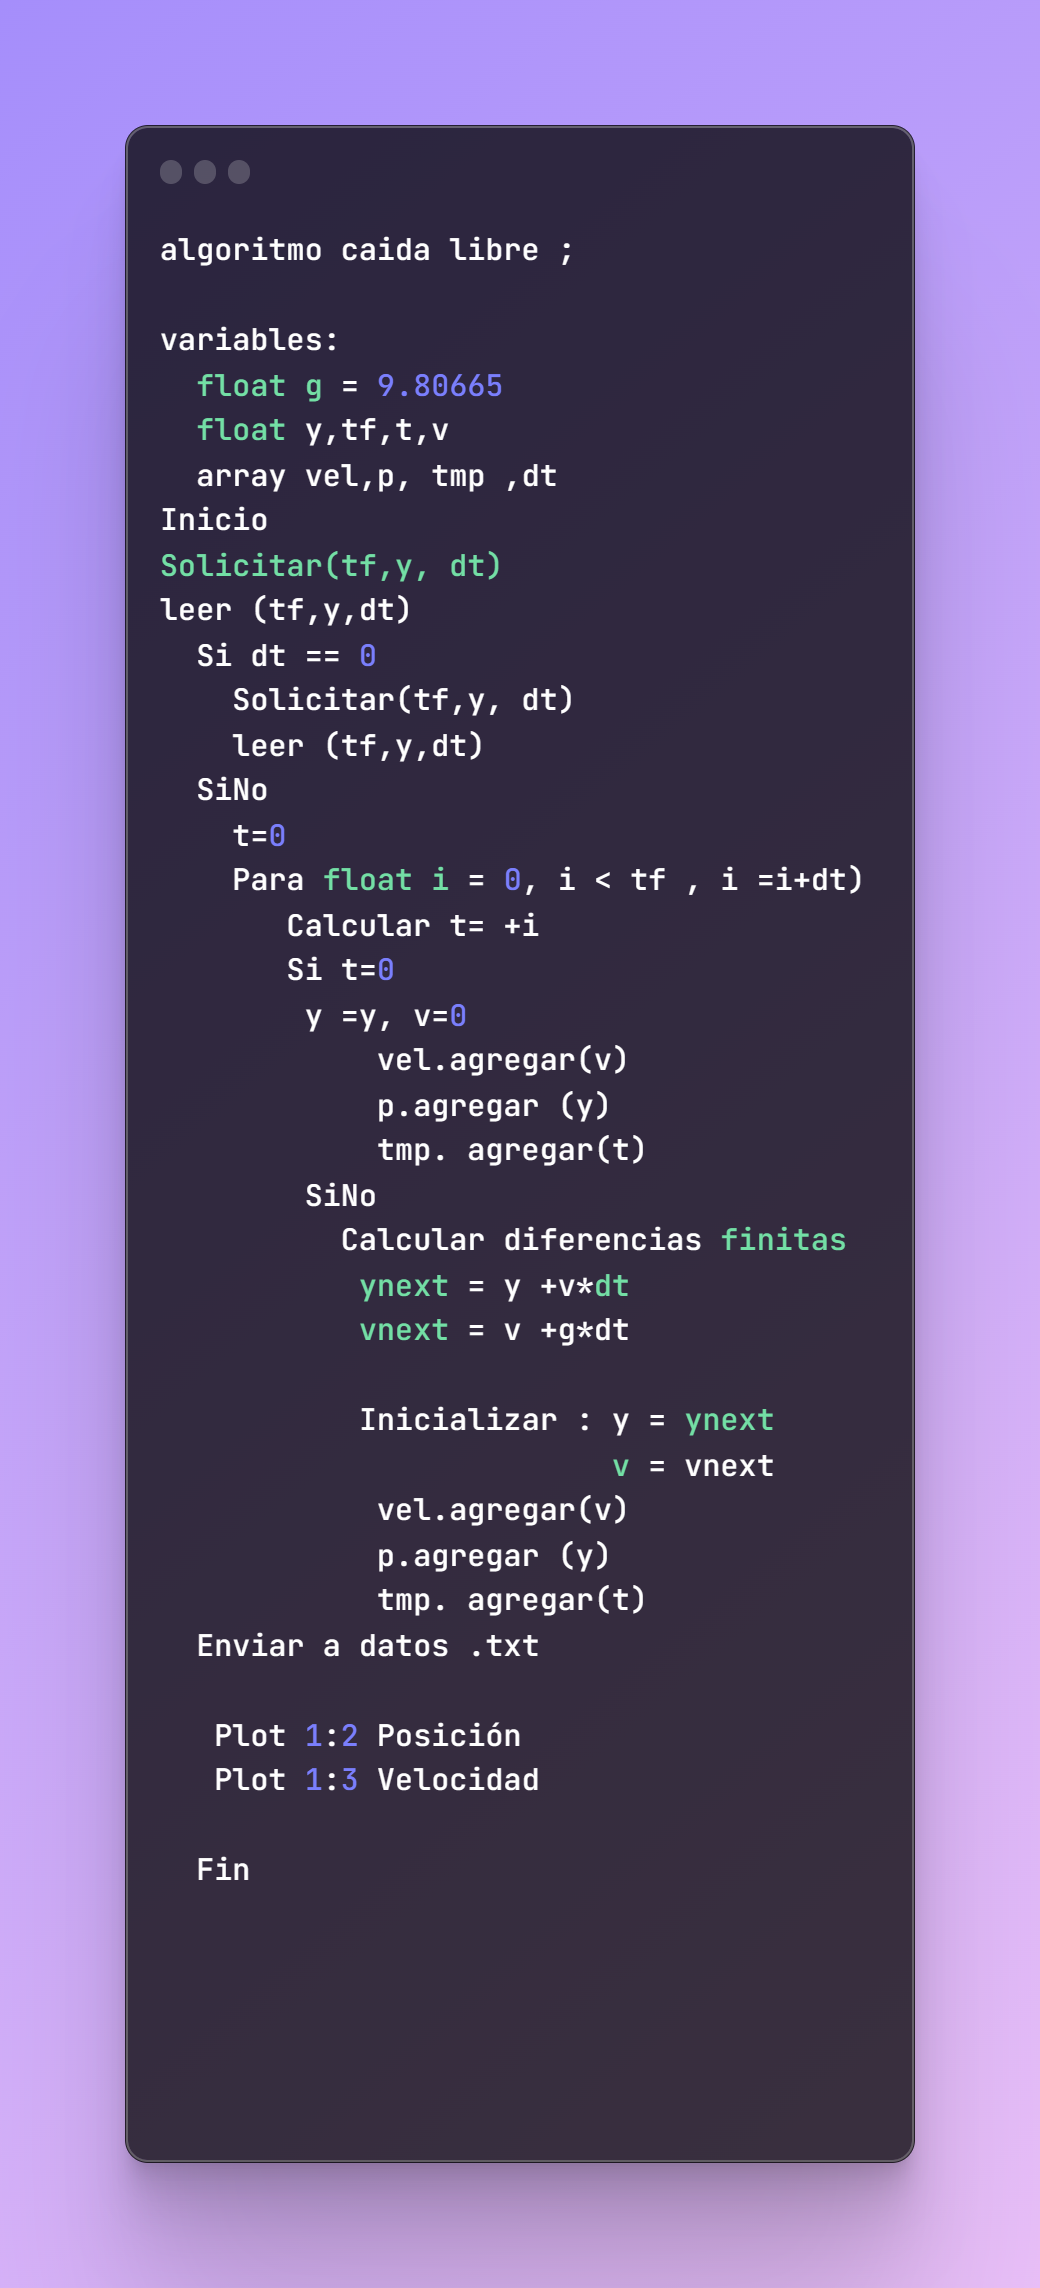 algoritmo caida libre ;
variables:
float g = 9.80665
float y,tf,t,v
array vel,p, tmp ,dt
Inicio
Solicitar(tf,y, dt)
leer (tf,y,dt)
Si dt == 0
Solicitar(tf,y, dt)
leer (tf,y,dt)
SiNo
t=0
Para float i = 0, i < tf , i =i+dt)
Calcular t= +i
Si t=0
y =y, v=0
vel.agregar(v)
p.agregar (y)
tmp. agregar(t)
SiNo
Calcular diferencias finitas
ynext = y +v*dt
vnext = v +g*dt
Inicializar : y = ynext
v = vnext
vel.agregar(v)
p.agregar (y)
tmp. agregar(t)
Enviar a datos .txt
Plot 1:2 Posición
Plot 1:3 Velocidad
Fin